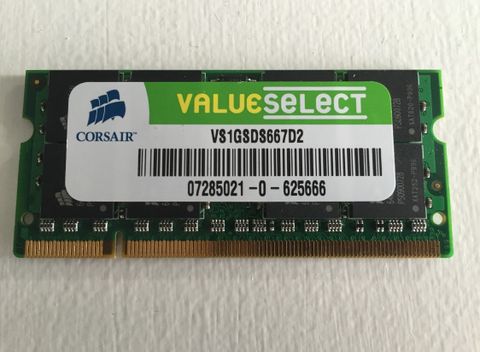 VALUESELECT
CORSAIR
VS1GSDS667D2
07285021-0-625666